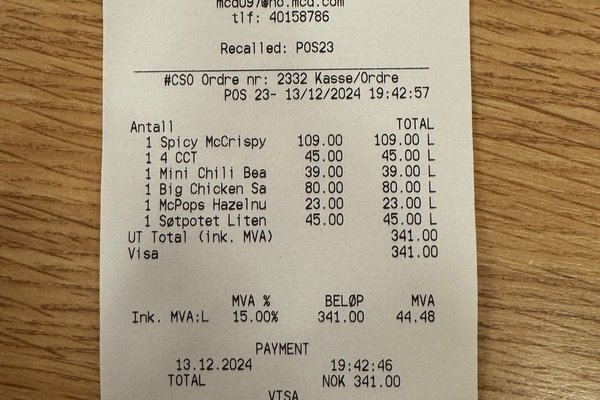 mcd097@no.mcd.com
tlf: 40158786
Recalled: POS23
#CSO Ordre nr: 2332 Kasse/Ordre
POS 23- 13/12/2024 19:42:57
Antall TOTAL
1 Spicy McCrispy 109.00 109.00 L
1 4 CCT 45.00 45.00 L
1 Mini Chili Bea 39.00 39.00 L
1 Big Chicken Sa 80.00 80.00 L
1 McPops Hazelnu 23.00 23.00 L
1 Søtpotet Liten 45.00 45.00 L
UT Total (ink. MVA) 341.00
Visa 341.00
MVA % BELØP MVA
Ink. MVA:L 15.00% 341.00 44.48
PAYMENT
13.12.2024 19:42:46
TOTAL NOK 341.00
VISA